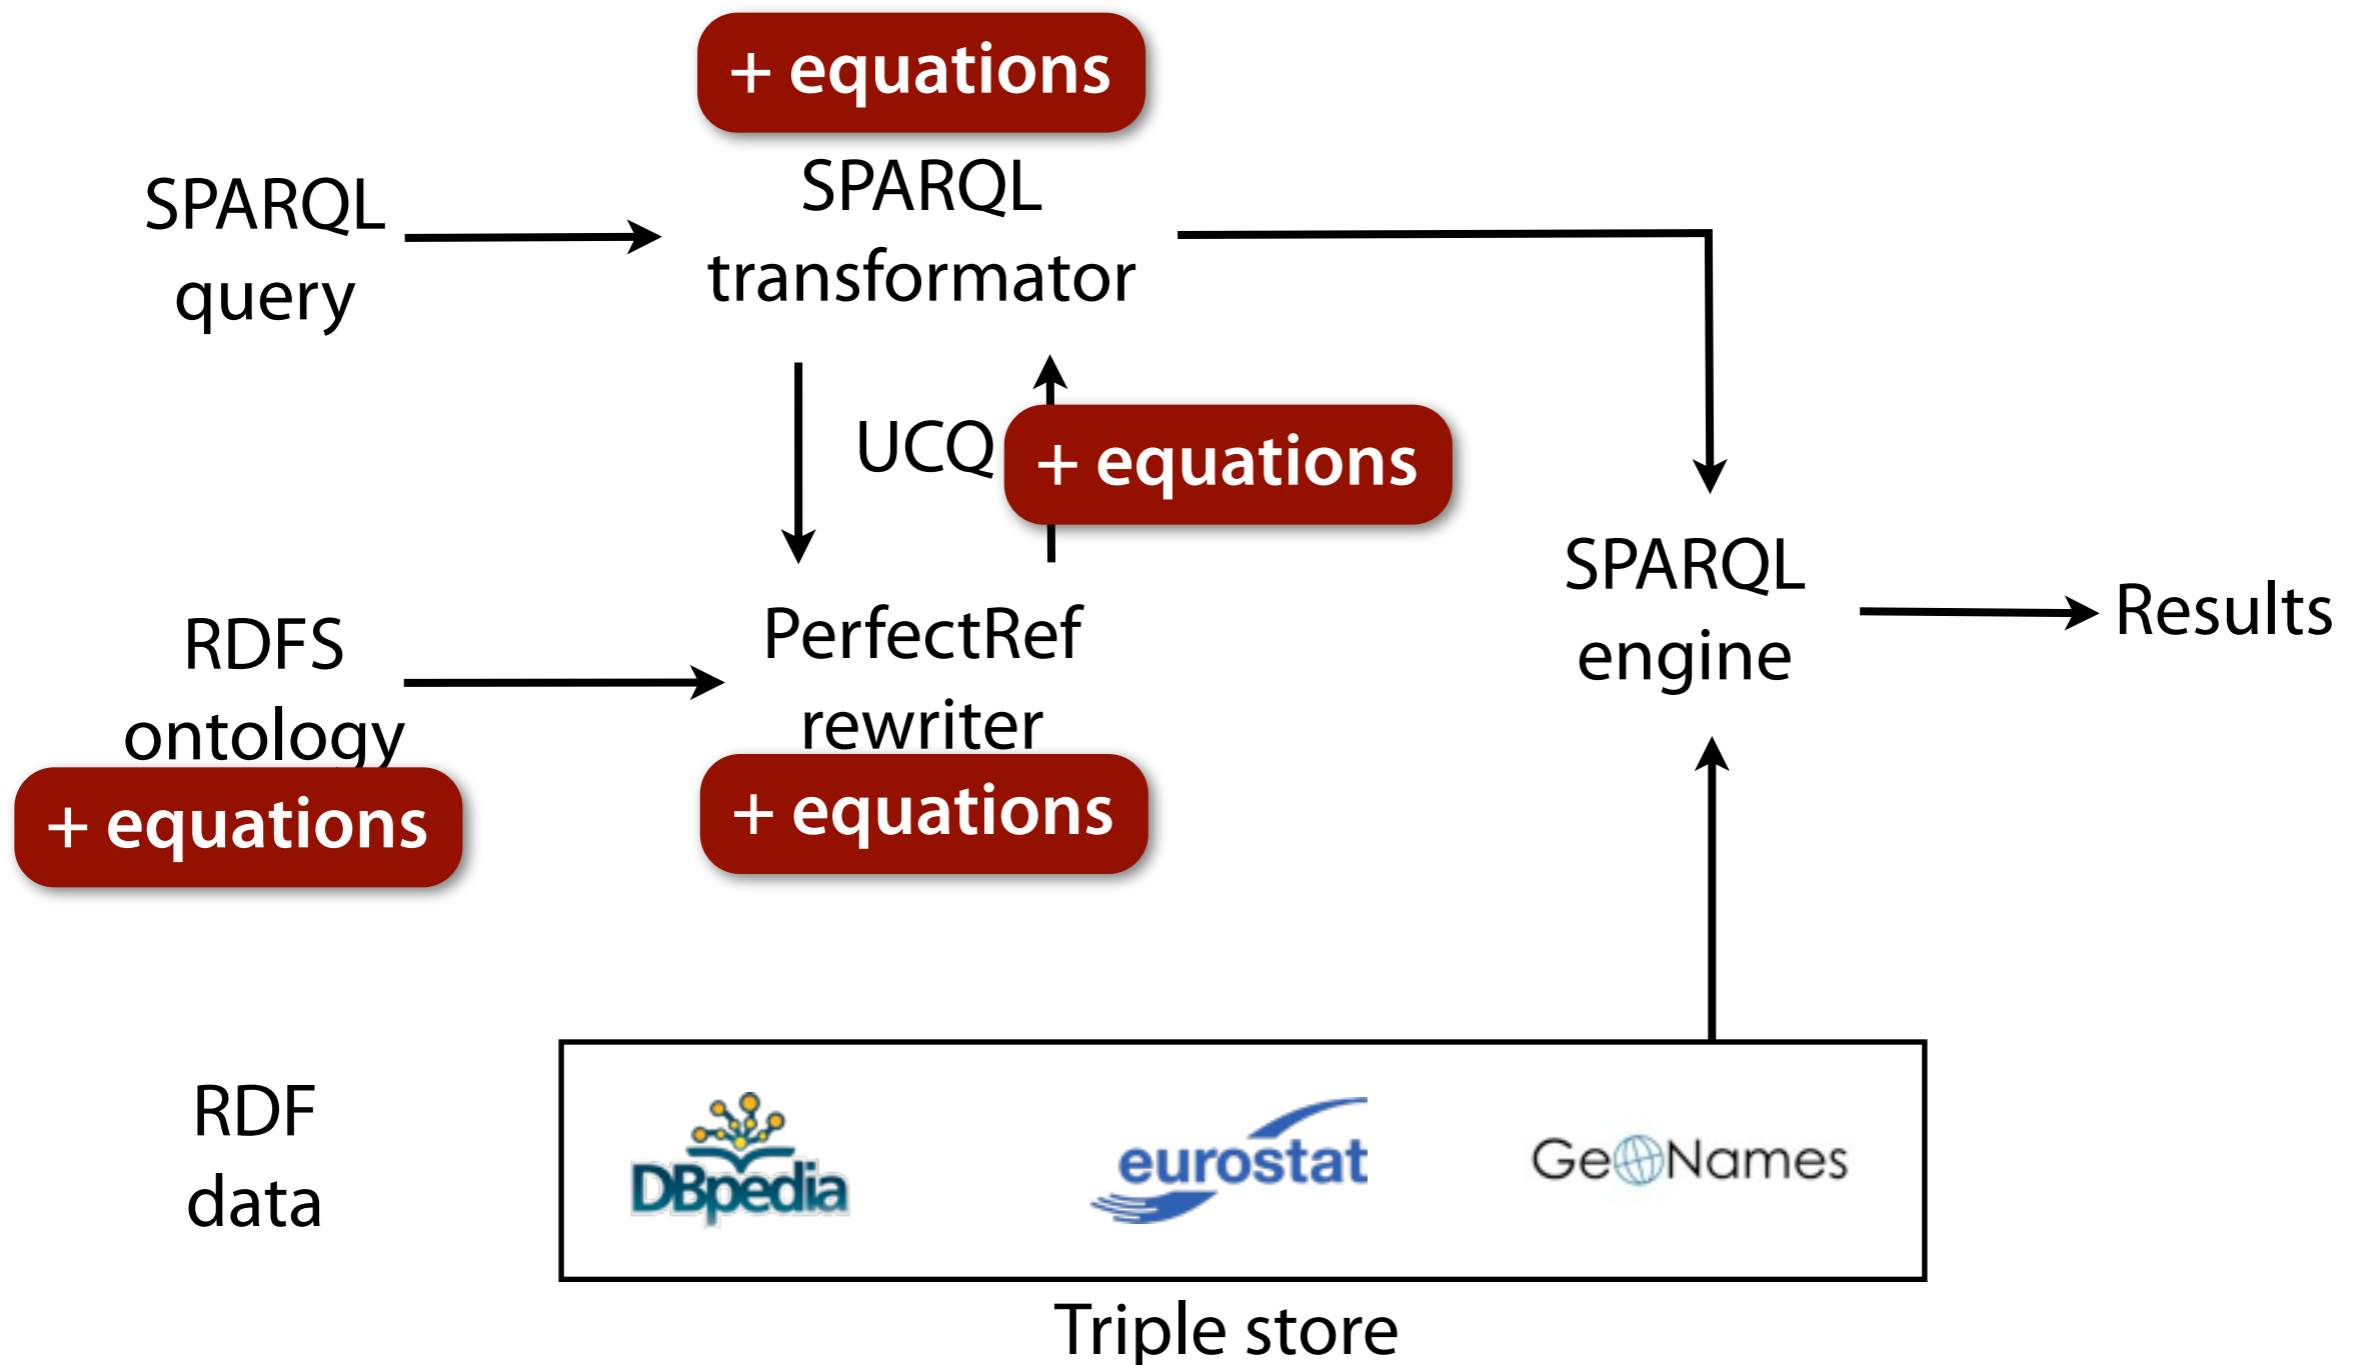 + equations
SPARQL
query
SPARQL
transformator
UCQ
+ equations
RDFS
ontology
+ equations
PerfectRef
rewriter
+ equations
SPARQL
engine
Results
RDF
data
DBpedia
eurostat
GeoNames
Triple store